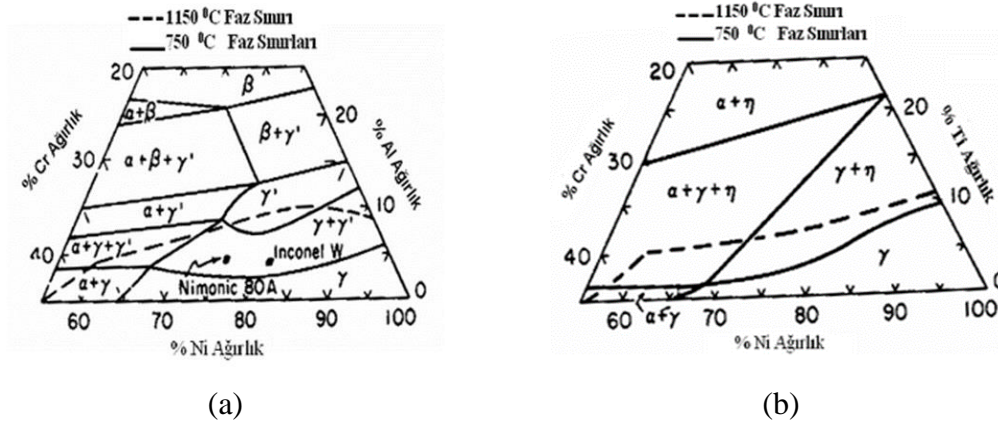 1150 ⁰C Faz Sınırı
750 ⁰C Faz Sınırları
20
β
α+β
20
β+γ'
% Cr Ağırlık
% Al Ağırlık
30
α+β+γ'
γ'
10
α+γ'
γ+γ'
α+γ+γ'
40
Inconel W
α+γ
Nimonic 80A
γ
0
60
70
80
90
100
% Ni Ağırlık
(a)
1150 ⁰C Faz Sınırı
750 ⁰C Faz Sınırları
20
α+η
20
% Cr Ağırlık
% Ti Ağırlık
30
γ+η
α+γ+η
10
40
γ
0
α+γ
60
70
80
90
100
% Ni Ağırlık
(b)